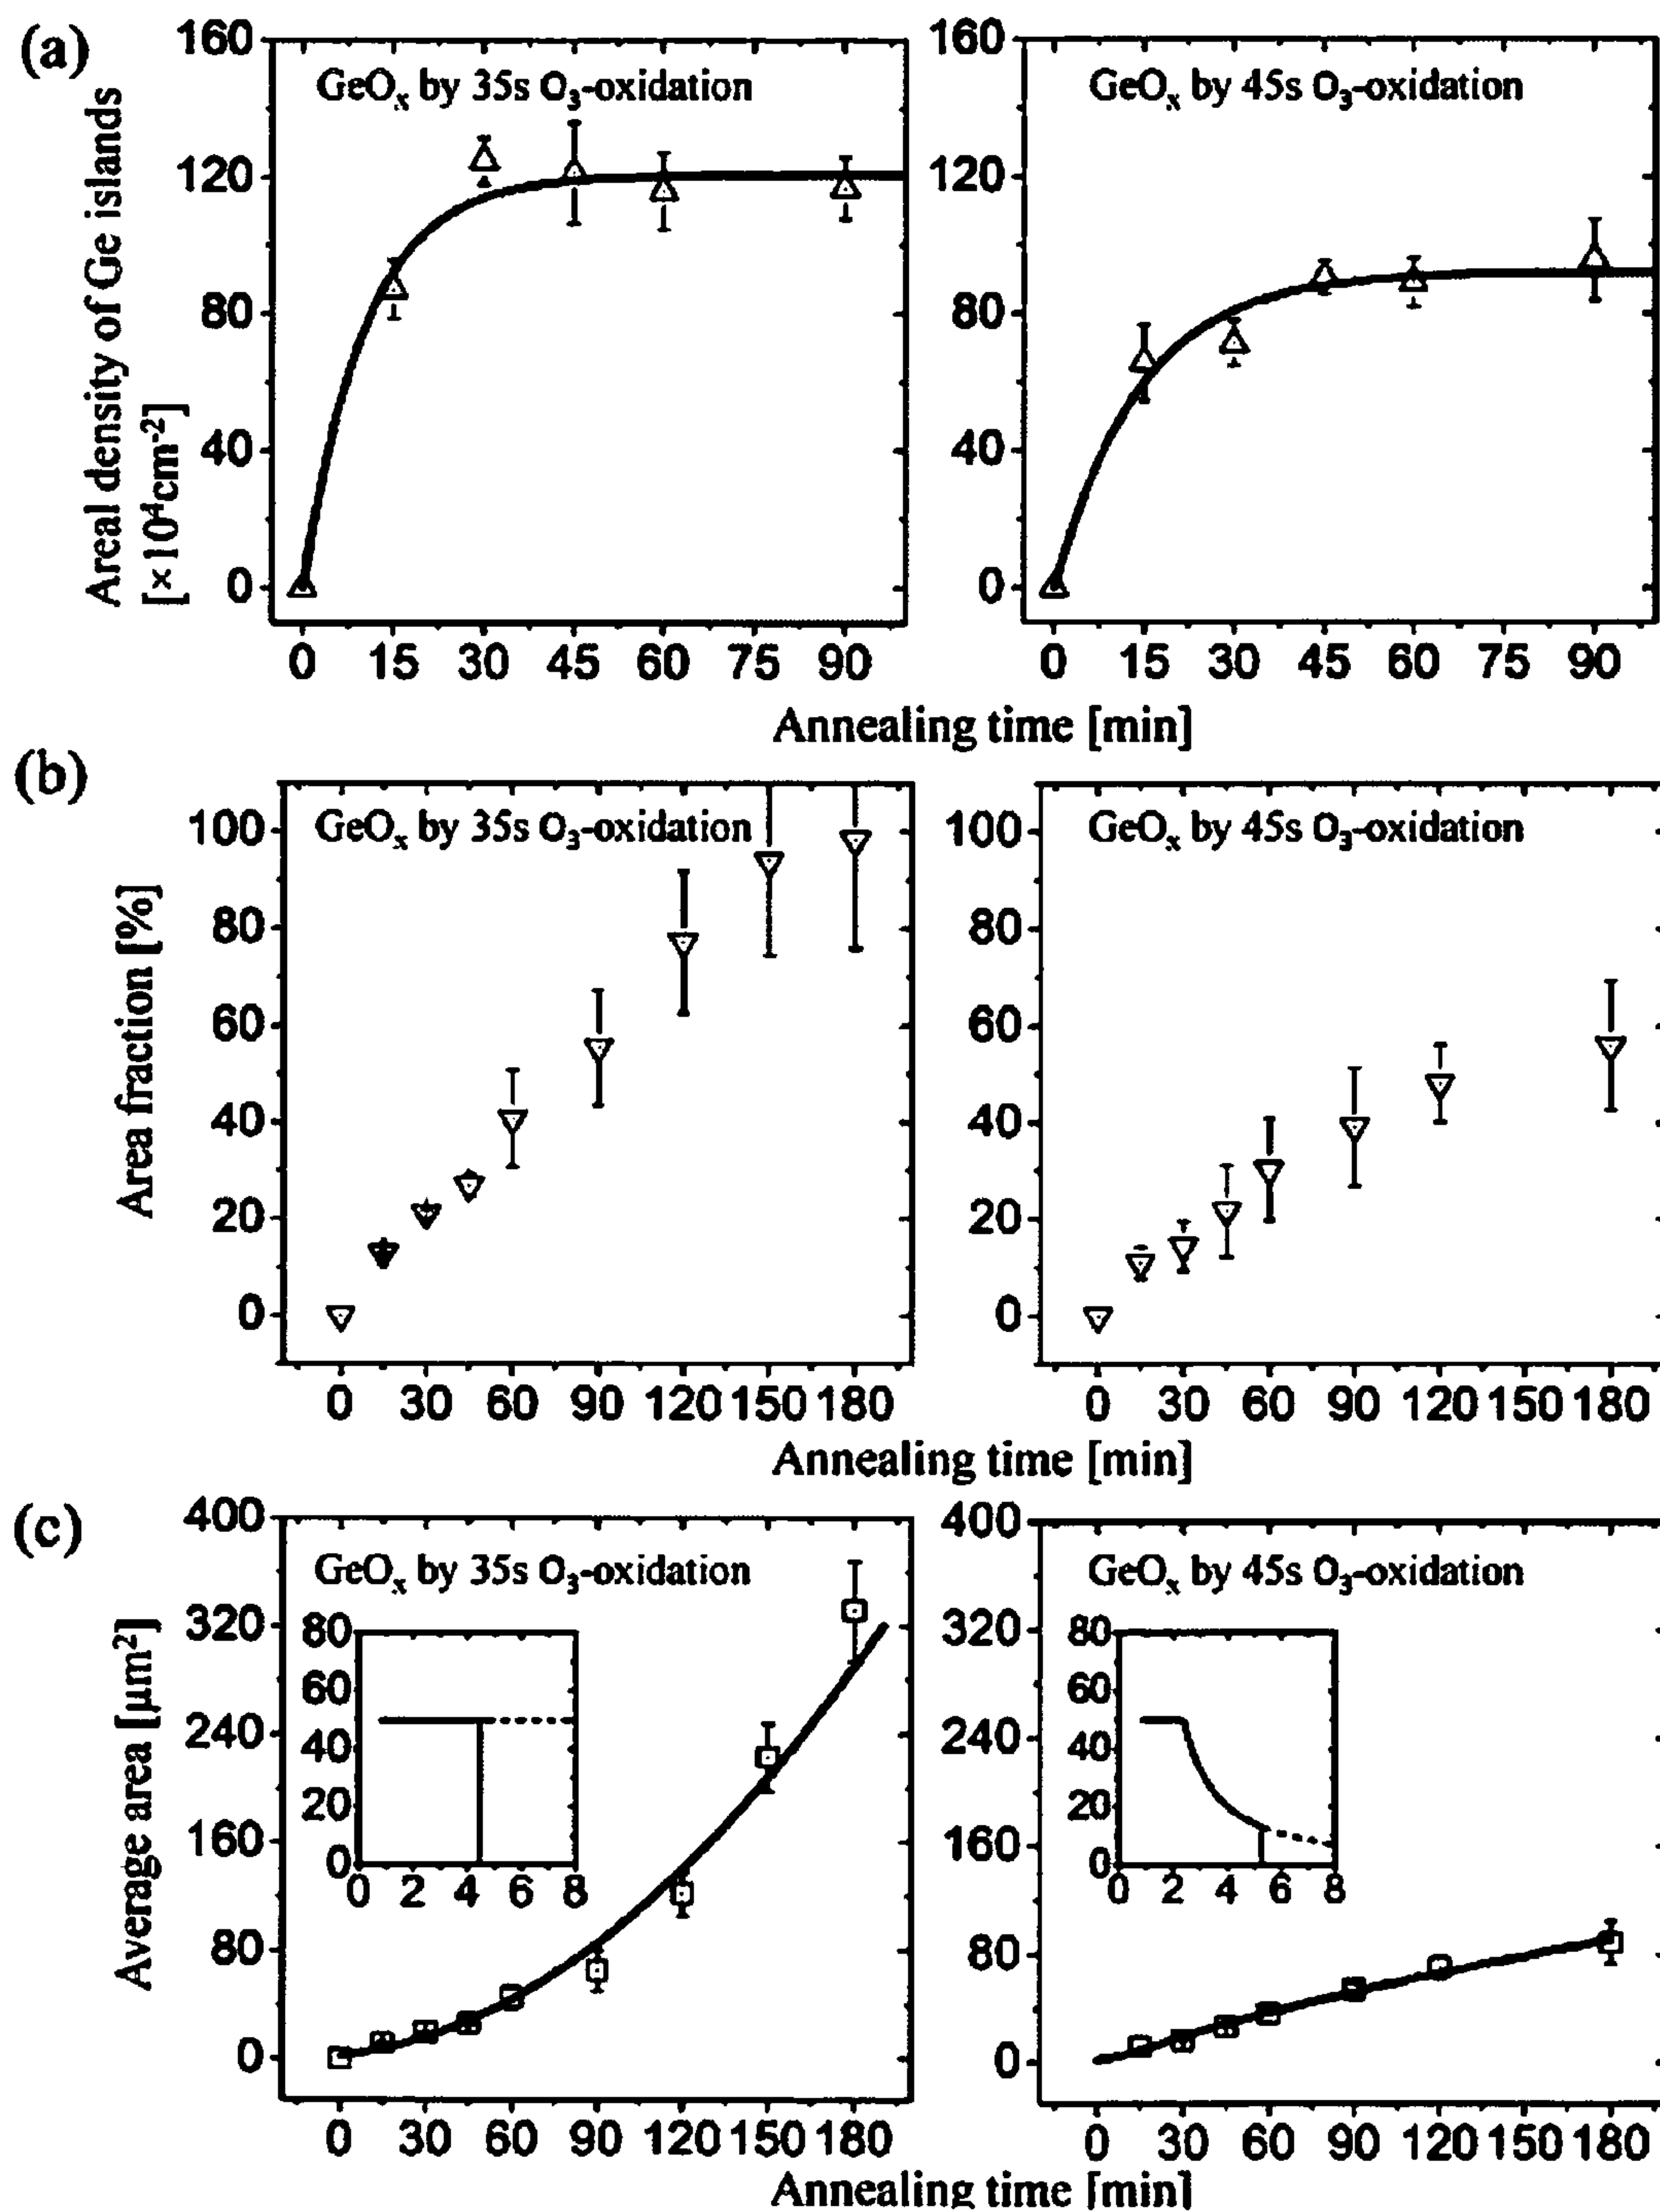 (a)
Areal density of Ge islands
[×10⁴cm⁻²]
160
120
80
40
0
GeOₓ by 35s O₃-oxidation
0 15 30 45 60 75 90
160
120
80
40
0
GeOₓ by 45s O₃-oxidation
0 15 30 45 60 75 90
Annealing time [min]
(b)
Area fraction [%]
100
80
60
40
20
0
GeOₓ by 35s O₃-oxidation
0 30 60 90 120 150 180
100
80
60
40
20
0
GeOₓ by 45s O₃-oxidation
0 30 60 90 120 150 180
Annealing time [min]
(c)
Average area [μm²]
400
320
240
160
80
0
GeOₓ by 35s O₃-oxidation
80
60
40
20
0
0 2 4 6 8
0 30 60 90 120 150 180
400
320
240
160
80
0
GeOₓ by 45s O₃-oxidation
80
60
40
20
0
0 2 4 6 8
0 30 60 90 120 150 180
Annealing time [min]